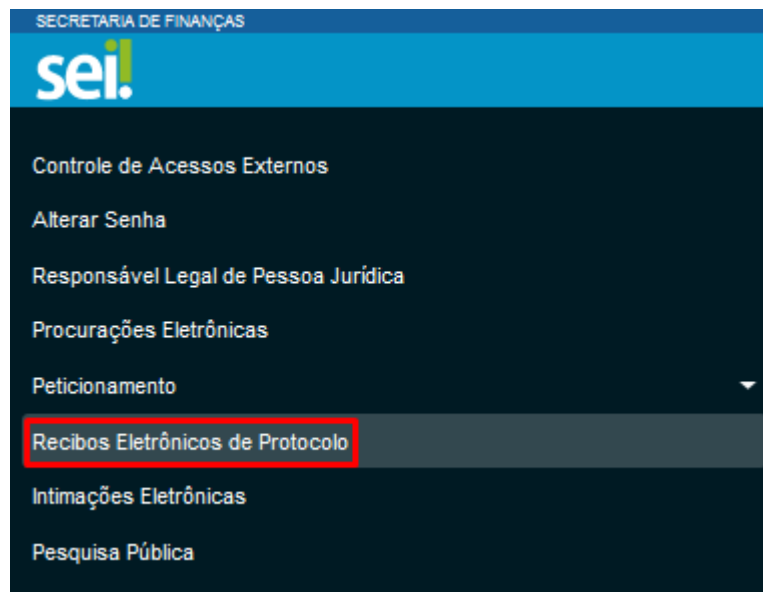 SECRETARIA DE FINANÇAS
sei!
Controle de Acessos Externos
Alterar Senha
Responsável Legal de Pessoa Jurídica
Procurações Eletrônicas
Peticionamento
Recibos Eletrônicos de Protocolo
Intimações Eletrônicas
Pesquisa Pública